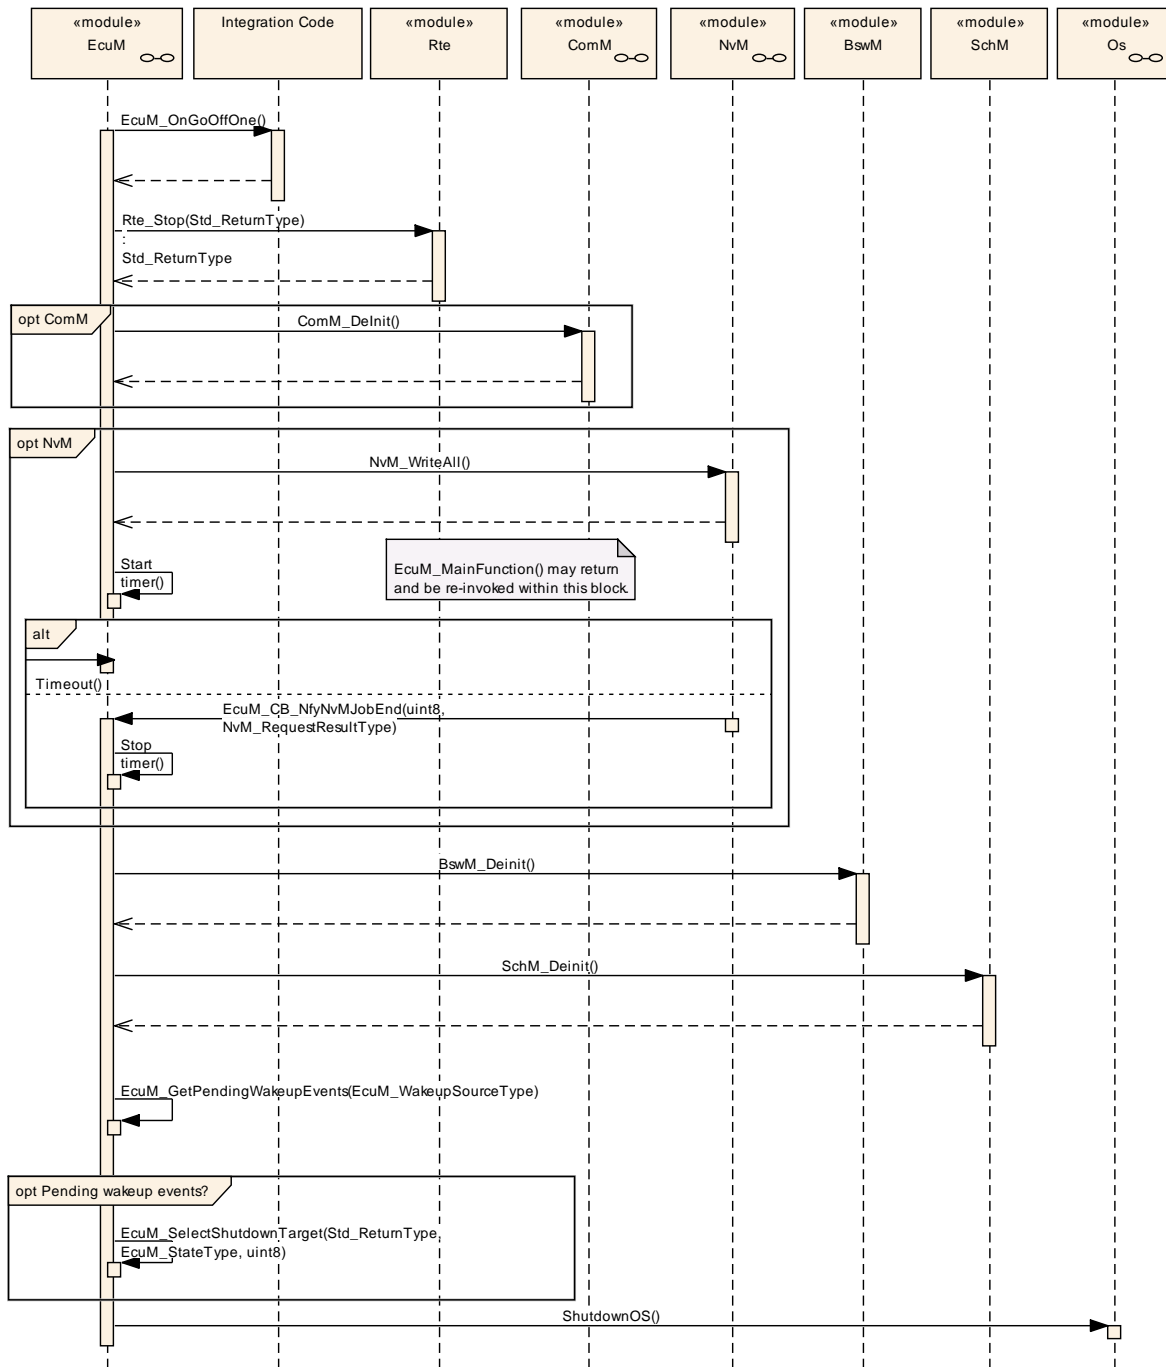 «module» Integration Code «module» «module» «module» «module» «module» «module»
EcuM Rte ComM NvM BswM SchM Os
EcuM_OnGoOffOne()
Rte_Stop(Std_ReturnType)
:
Std_ReturnType
opt ComM
ComM_DeInit()
opt NvM
NvM_WriteAll()
Start
timer()
EcuM_MainFunction() may return
and be re-invoked within this block.
alt
Timeout()
EcuM_CB_NfyNvMJobEnd(uint8,
NvM_RequestResultType)
Stop
timer()
BswM_Deinit()
SchM_Deinit()
EcuM_GetPendingWakeupEvents(EcuM_WakeupSourceType)
opt Pending wakeup events?
EcuM_SelectShutdownTarget(Std_ReturnType,
EcuM_StateType, uint8)
ShutdownOS()